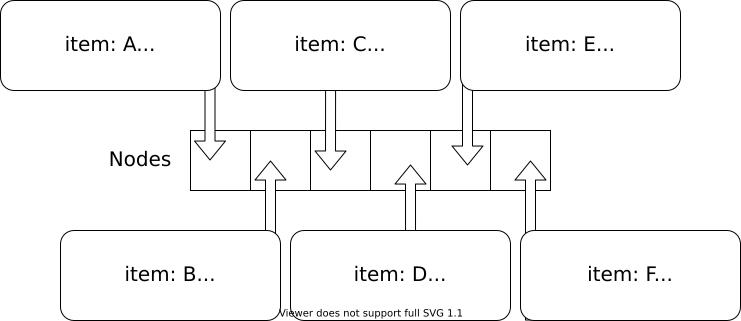 item: A...
item: C...
item: E...
Nodes
item: B...
item: D...
item: F...
Viewer does not support full SVG 1.1